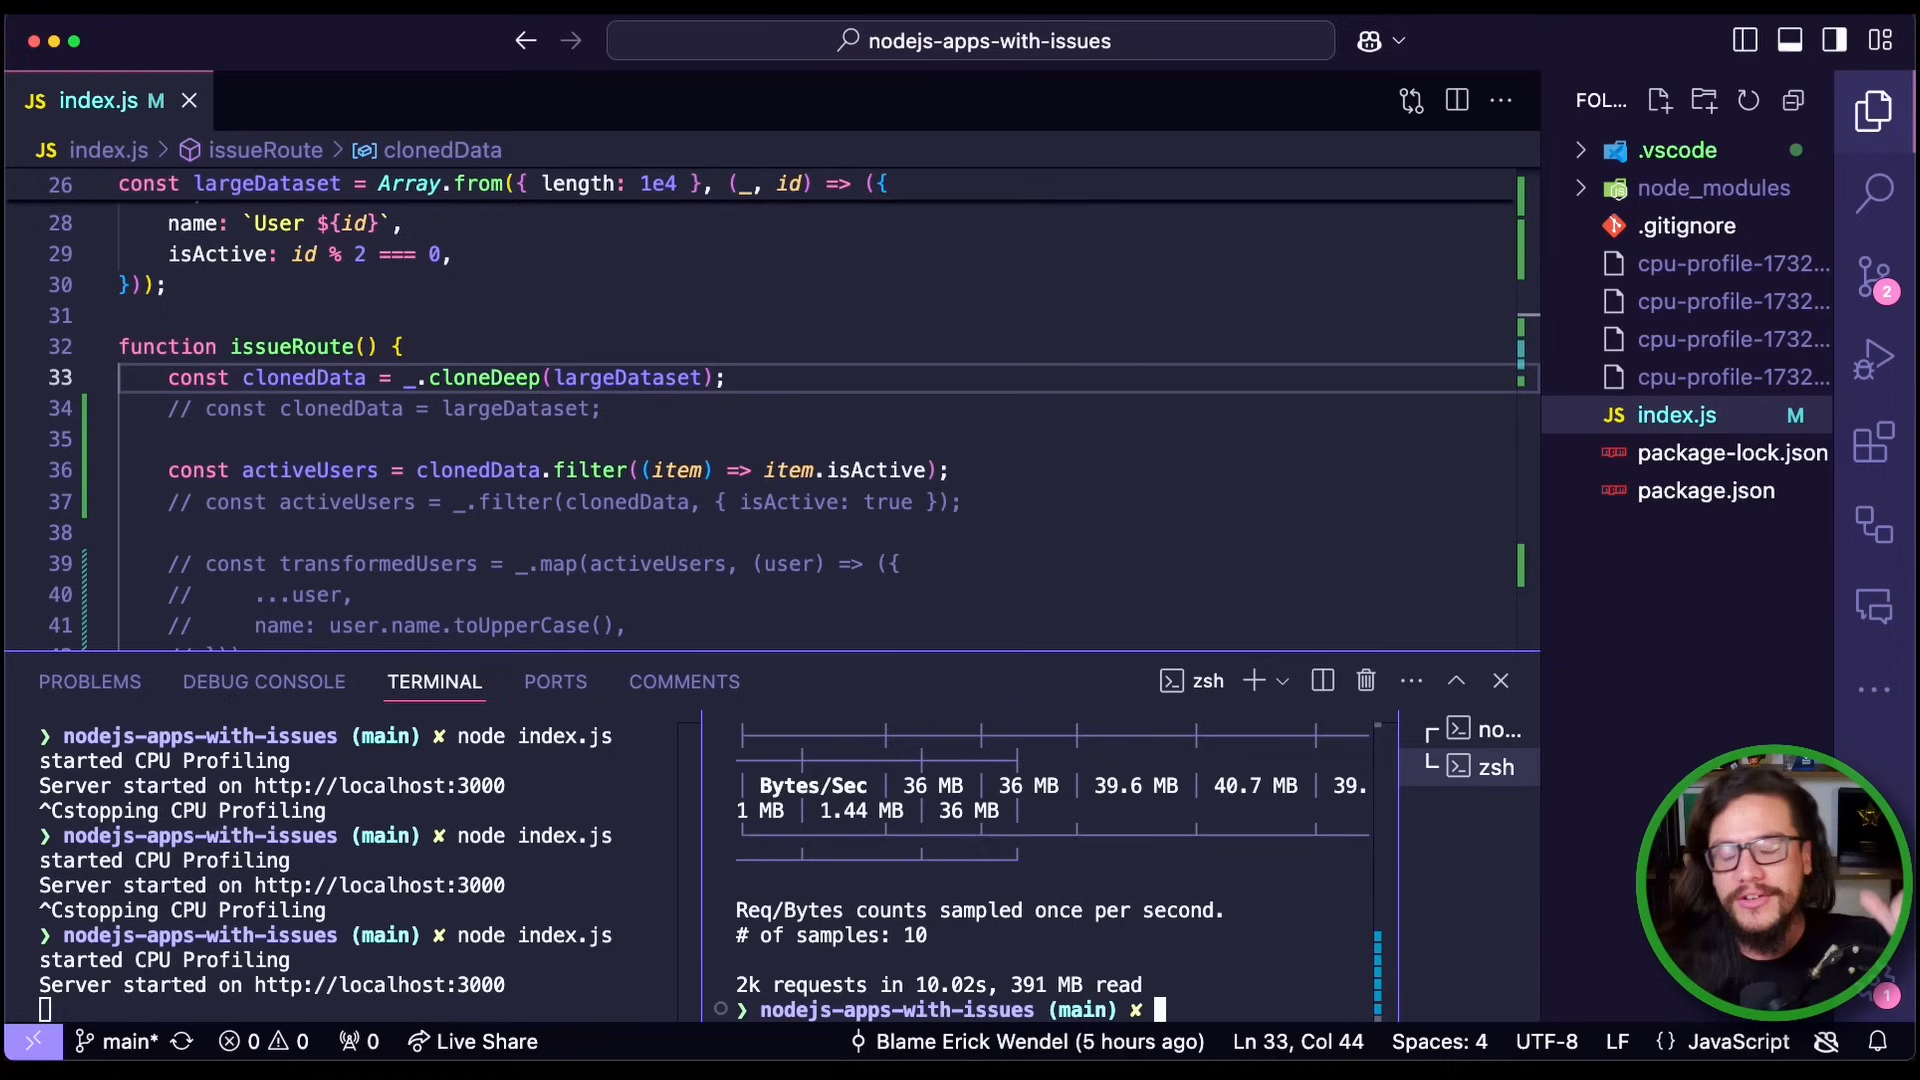 nodejs-apps-with-issues
JS index.js M
JS index.js > issueRoute > clonedData
26 const largeDataset = Array.from({ length: 1e4 }, (_, id) => ({
28 name: `User ${id}`,
29 isActive: id % 2 === 0,
30 }));
31
32 function issueRoute() {
33 const clonedData = _.cloneDeep(largeDataset);
34 // const clonedData = largeDataset;
35
36 const activeUsers = clonedData.filter((item) => item.isActive);
37 // const activeUsers = _.filter(clonedData, { isActive: true });
38
39 // const transformedUsers = _.map(activeUsers, (user) => ({
40 // ...user,
41 // name: user.name.toUpperCase(),
FOL...
.vscode
node_modules
.gitignore
cpu-profile-1732...
cpu-profile-1732...
cpu-profile-1732...
cpu-profile-1732...
JS index.js M
package-lock.json
package.json
2
PROBLEMS DEBUG CONSOLE TERMINAL PORTS COMMENTS
zsh
❯ nodejs-apps-with-issues (main) ✘ node index.js
started CPU Profiling
Server started on http://localhost:3000
^Cstopping CPU Profiling
❯ nodejs-apps-with-issues (main) ✘ node index.js
started CPU Profiling
Server started on http://localhost:3000
^Cstopping CPU Profiling
❯ nodejs-apps-with-issues (main) ✘ node index.js
started CPU Profiling
Server started on http://localhost:3000
│ Bytes/Sec │ 36 MB │ 36 MB │ 39.6 MB │ 40.7 MB │ 39.
1 MB │ 1.44 MB │ 36 MB │
Req/Bytes counts sampled once per second.
# of samples: 10
2k requests in 10.02s, 391 MB read
❯ nodejs-apps-with-issues (main) ✘
no...
zsh
1
main* 0 0 0 Live Share Blame Erick Wendel (5 hours ago) Ln 33, Col 44 Spaces: 4 UTF-8 LF {} JavaScript